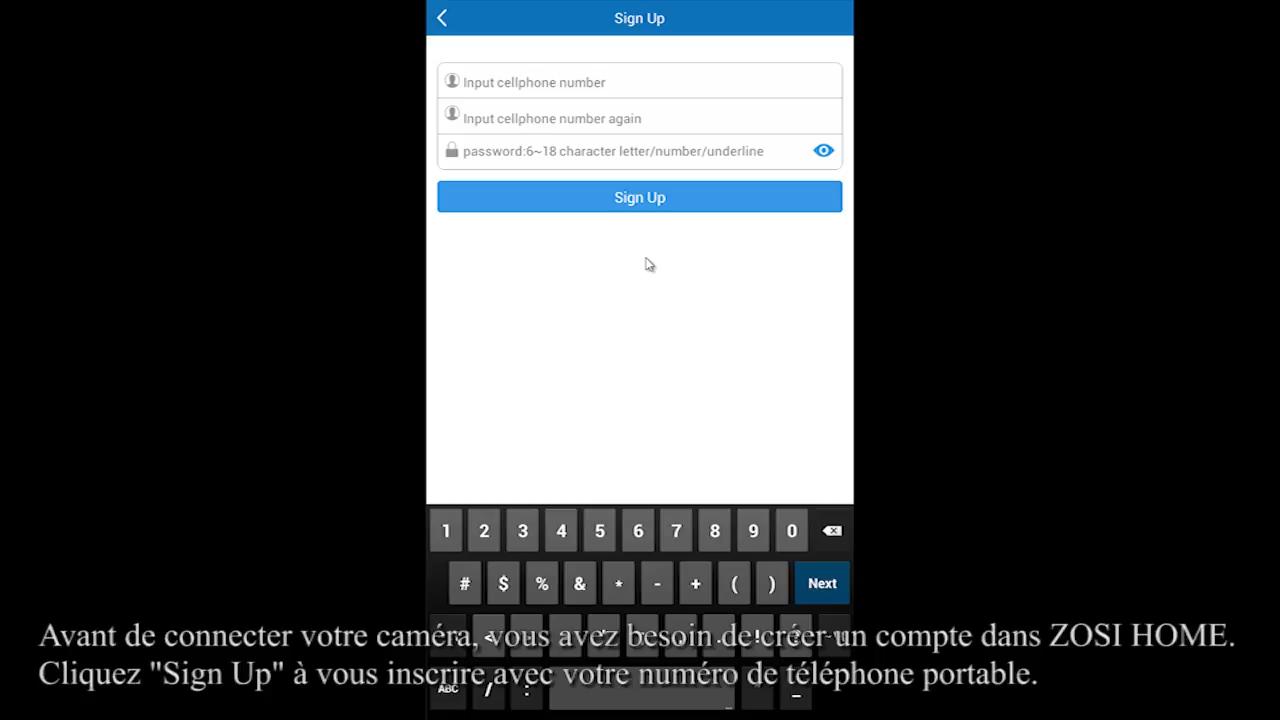 Sign Up
Input cellphone number
Input cellphone number again
password:6~18 character letter/number/underline
Sign Up
1 2 3 4 5 6 7 8 9 0
# $ % & * - + ( ) Next
Avant de connecter votre caméra, vous avez besoin de créer un compte dans ZOSI HOME.
Cliquez "Sign Up" à vous inscrire avec votre numéro de téléphone portable.
ABC / : _